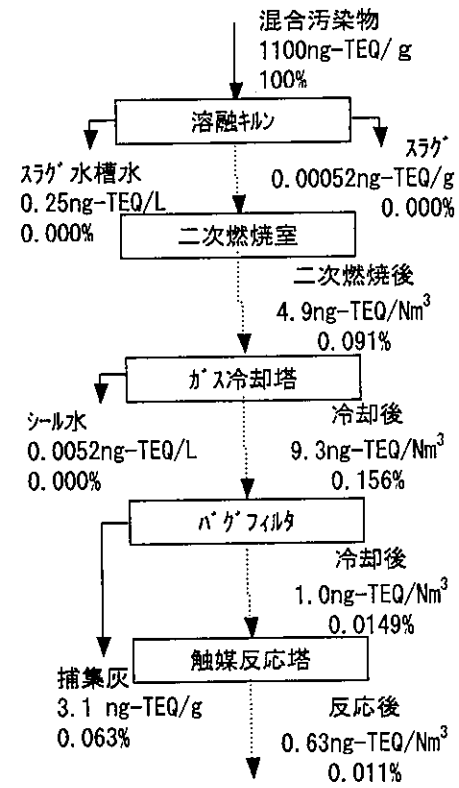 混合汚染物
1100ng-TEQ/g
100%
溶融ｷﾙﾝ
ｽﾗｸﾞ水槽水
0.25ng-TEQ/L
0.000%
ｽﾗｸﾞ
0.00052ng-TEQ/g
0.000%
二次燃焼室
二次燃焼後
4.9ng-TEQ/Nm³
0.091%
ｶﾞｽ冷却塔
ｼｰﾙ水
0.0052ng-TEQ/L
0.000%
冷却後
9.3ng-TEQ/Nm³
0.156%
ﾊﾞｸﾞﾌｨﾙﾀ
冷却後
1.0ng-TEQ/Nm³
0.0149%
触媒反応塔
捕集灰
3.1 ng-TEQ/g
0.063%
反応後
0.63ng-TEQ/Nm³
0.011%